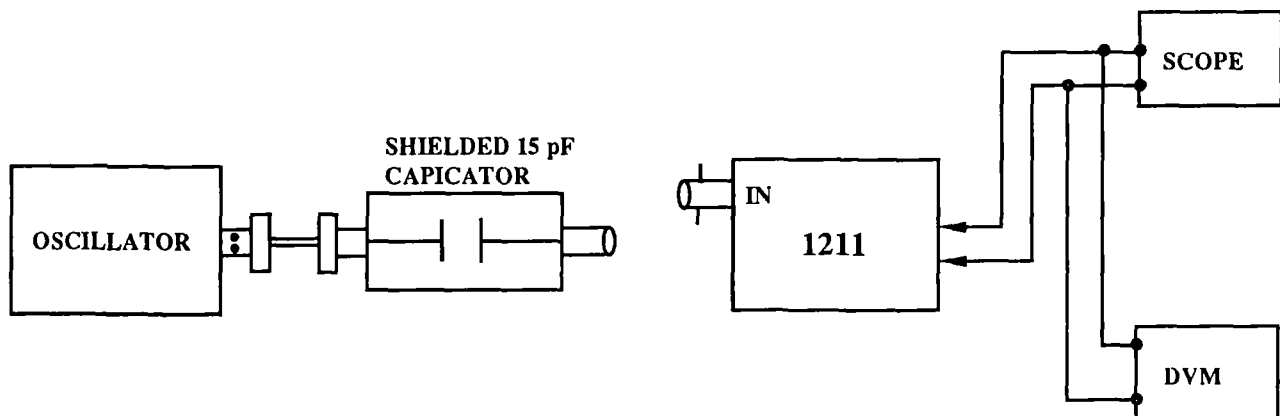 SCOPE
SHIELDED 15 pF
CAPICATOR
OSCILLATOR
IN
1211
DVM